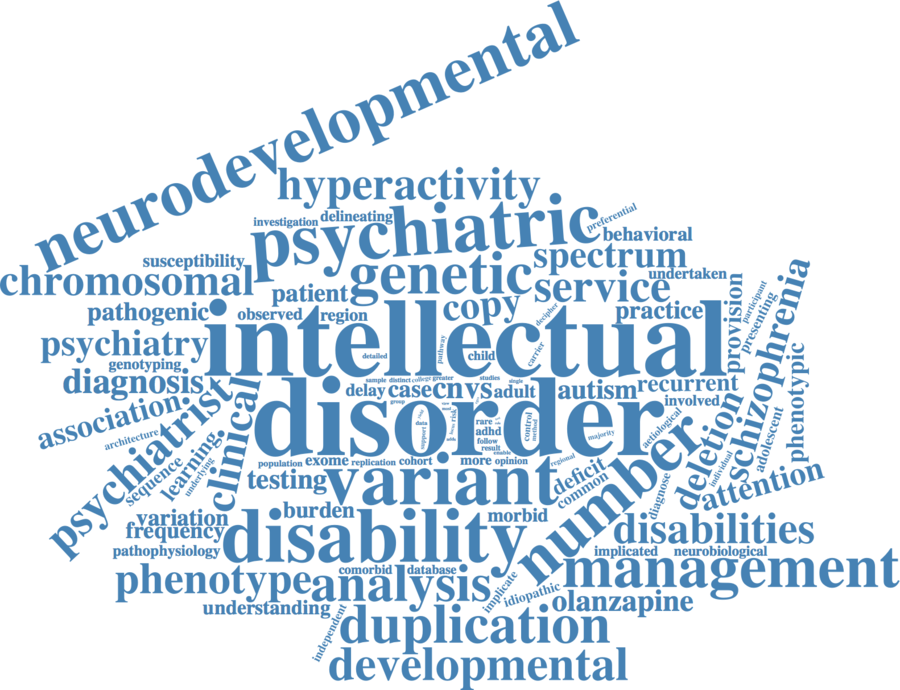 neurodevelopmental
hyperactivity
investigation
delineating
preferential
psychiatric
behavioral
susceptibility
spectrum
chromosomal
genetic
undertaken
patient
service
copy
participant
pathogenic
observed
region
decipher
practice
provision
presenting
intellectual
schizophrenia
psychiatry
detailed
pathway
child
carrier
genotyping
phenotypic
diagnosis
sample
distinct
college
greater
studies
single
delay
case
cnvs
adult
autism
recurrent
association
psychiatrist
clinical
group
involved
disorder
risk
data
support
rare
adhd
follow
result
control
method
majority
aetiological
adolescent
architecture
learning
sequence
underlying
population
exome
replication
cohort
more
opinion
regional
deficit
number
deletion
individual
testing
variant
common
diagnose
attention
burden
morbid
variation
frequency
disability
disabilities
pathophysiology
implicated
neurobiological
comorbid
database
phenotype
analysis
implicate
idiopathic
management
understanding
olanzapine
independent
duplication
developmental